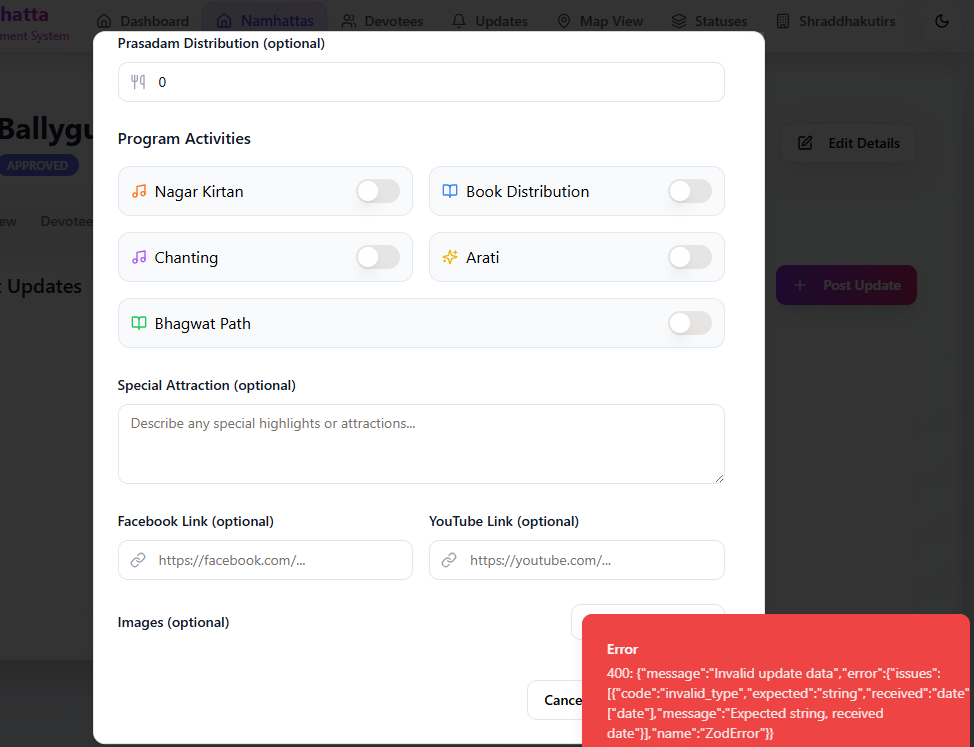 hatta
ment System
Dashboard
Namhattas
Devotees
Updates
Map View
Statuses
Shraddhakutirs
Ballygu
APPROVED
Edit Details
ew
Devotee
Updates
Post Update
Prasadam Distribution (optional)
0
Program Activities
Nagar Kirtan
Book Distribution
Chanting
Arati
Bhagwat Path
Special Attraction (optional)
Describe any special highlights or attractions...
Facebook Link (optional)
YouTube Link (optional)
https://facebook.com/...
https://youtube.com/...
Images (optional)
Cance
Error
400: {"message":"Invalid update data","error":{"issues":
[{"code":"invalid_type","expected":"string","received":"date"
["date"],"message":"Expected string, received
date"}],"name":"ZodError"}}